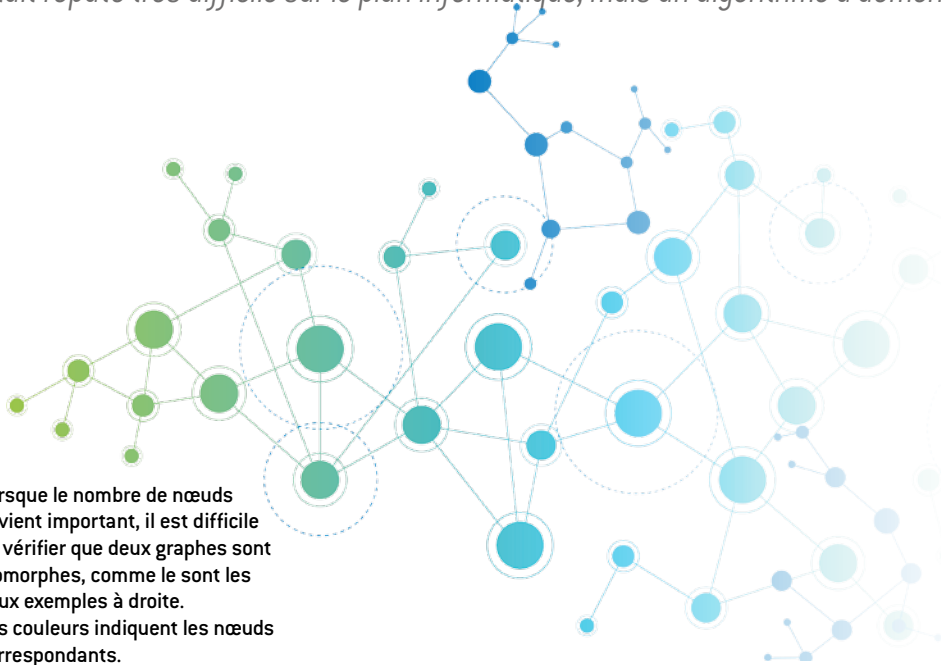 réputé très difficile sur le plan informatique, mais un algorithme a
rsque le nombre de nœuds
vient important, il est difficile
vérifier que deux graphes sont
omorphes, comme le sont les
ux exemples à droite.
s couleurs indiquent les nœuds
rrespondants.